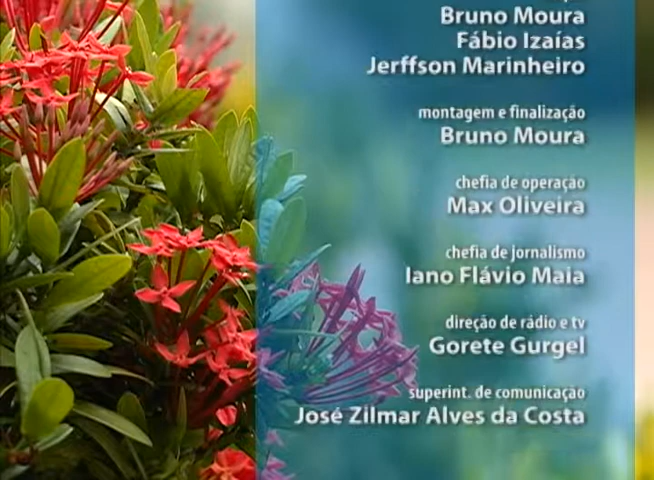 Bruno Moura
Fábio Izaías
Jerffson Marinheiro
montagem e finalização
Bruno Moura
chefia de operação
Max Oliveira
chefia de jornalismo
Iano Flávio Maia
direção de rádio e tv
Gorete Gurgel
superint. de comunicação
José Zilmar Alves da Costa